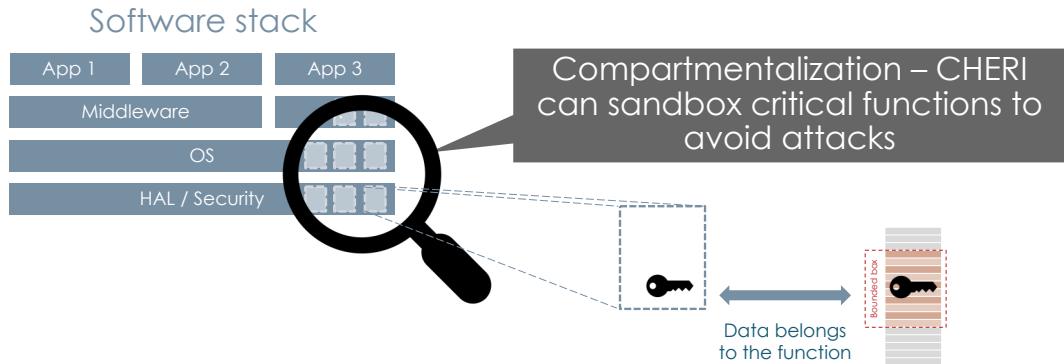 Software stack
App 1
App 2
App 3
Compartmentalization – CHERI
can sandbox critical functions to
avoid attacks
Middleware
OS
HAL / Security
Bounded box
Data belongs
to the function